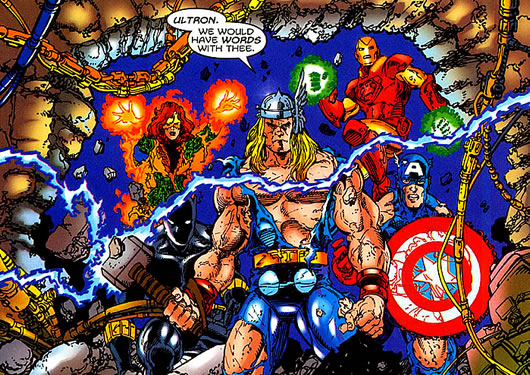 ULTRON.
WE WOULD
HAVE WORDS
WITH THEE.
A